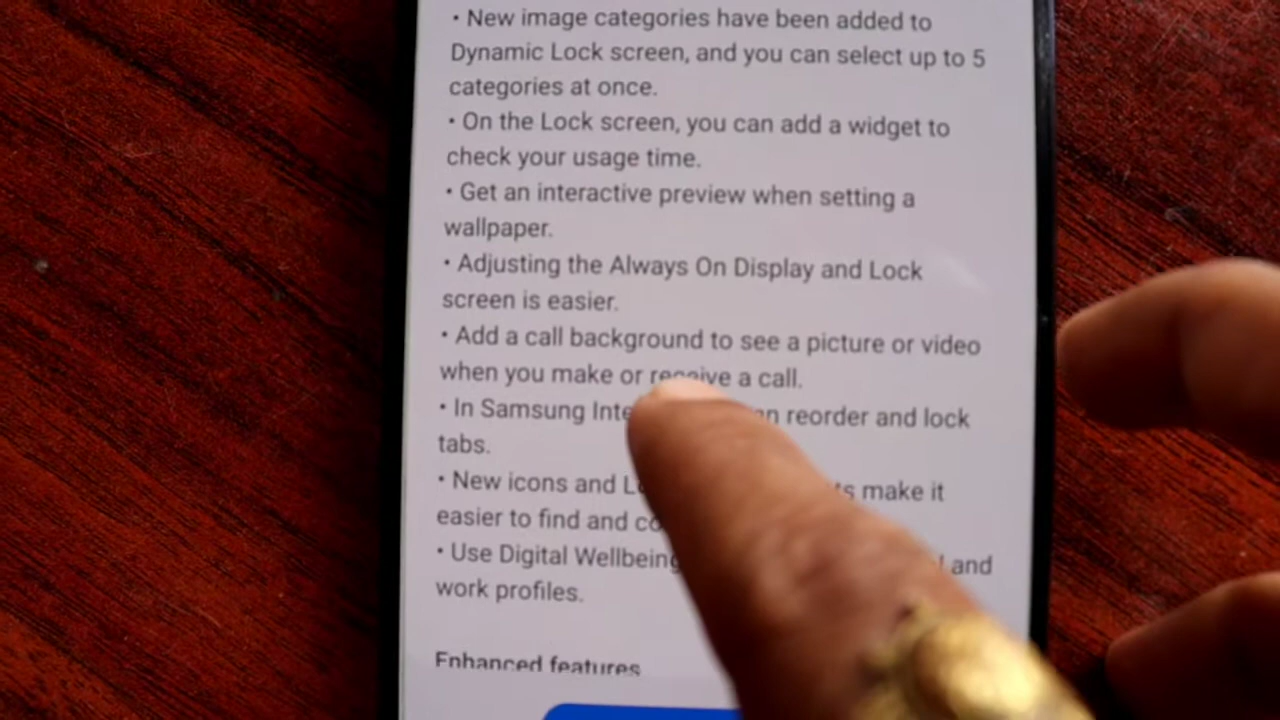 · New image categories have been added to
Dynamic Lock screen, and you can select up to 5
categories at once.
· On the Lock screen, you can add a widget to
check your usage time.
· Get an interactive preview when setting a
wallpaper.
· Adjusting the Always On Display and Lock
screen is easier.
· Add a call background to see a picture or video
when you make or receive a call.
· In Samsung reorder and lock
tabs.
· New icons and make it
easier to find and
· Use Digital Wellbeing and
work profiles.
Enhanced features